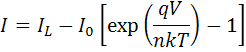 I = I_L − I_0 [exp (qV/nkT) − 1]